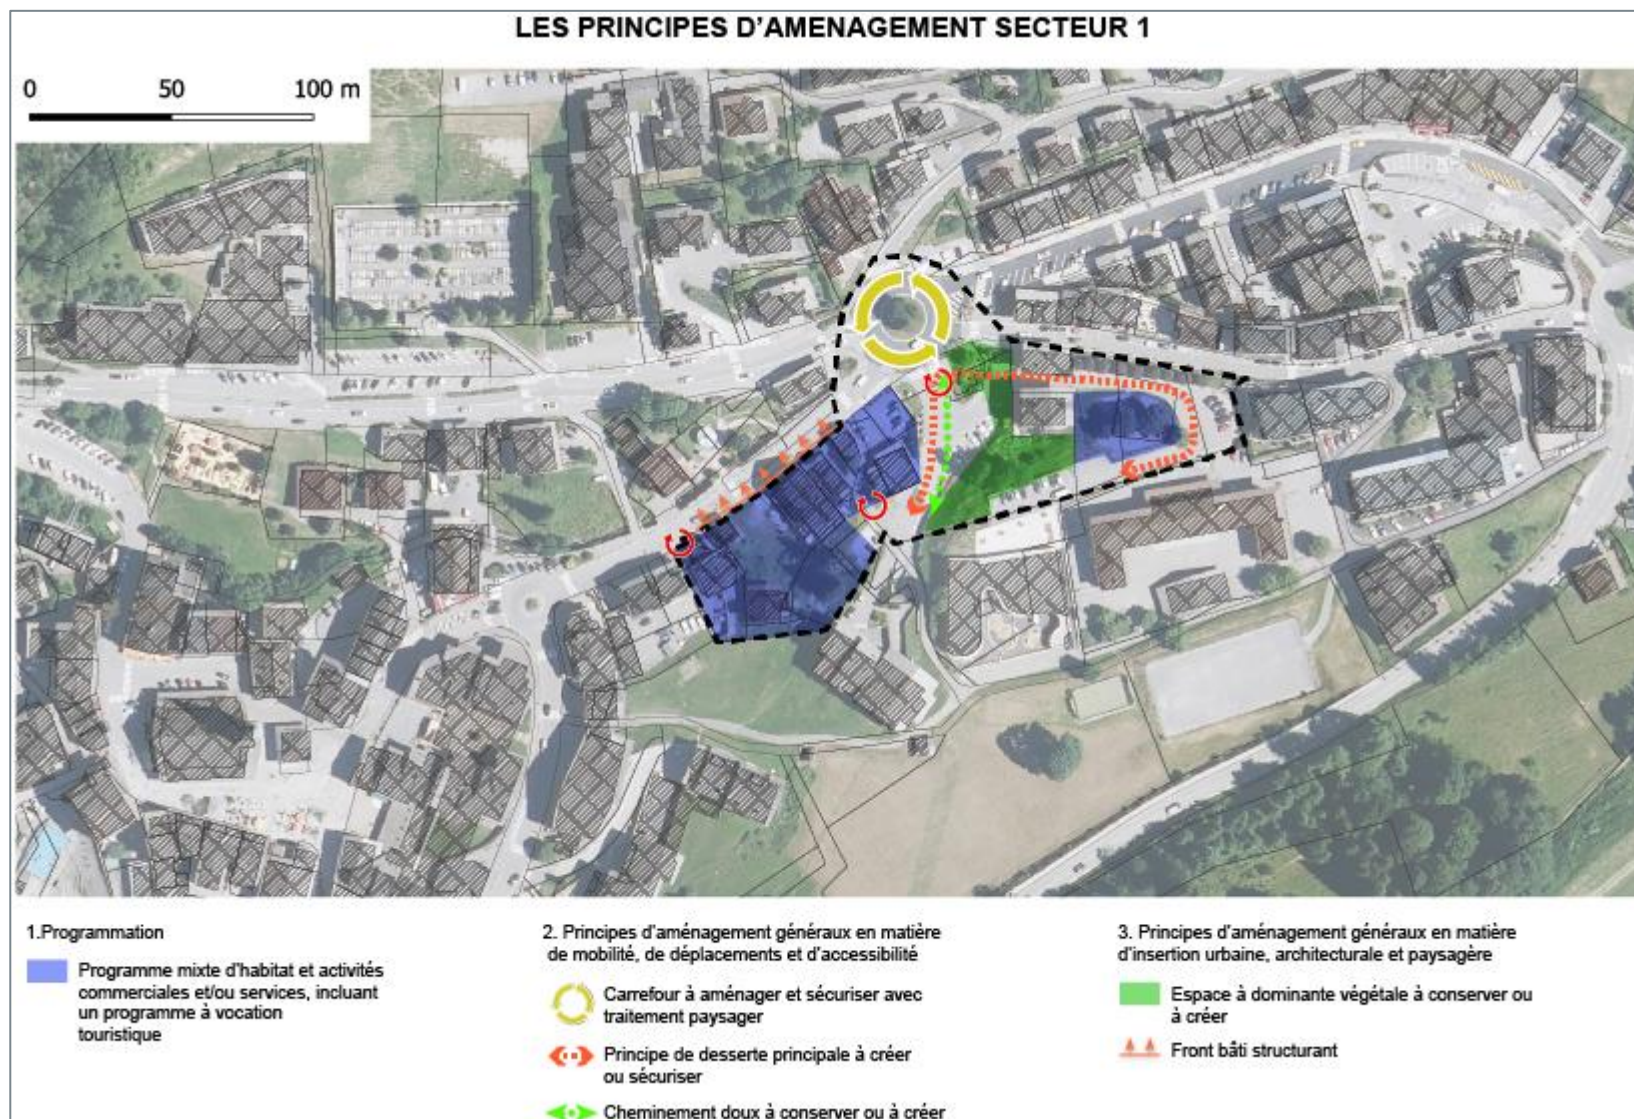 LES PRINCIPES D'AMENAGEMENT SECTEUR 1
0 50 100 m
1.Programmation
Programme mixte d'habitat et activités
commerciales et/ou services, incluant
un programme à vocation
touristique
2. Principes d'aménagement généraux en matière
de mobilité, de déplacements et d'accessibilité
Carrefour à aménager et sécuriser avec
traitement paysager
Principe de desserte principale à créer
ou sécuriser
Cheminement doux à conserver ou à créer
3. Principes d'aménagement généraux en matière
d'insertion urbaine, architecturale et paysagère
Espace à dominante végétale à conserver ou
à créer
Front bâti structurant